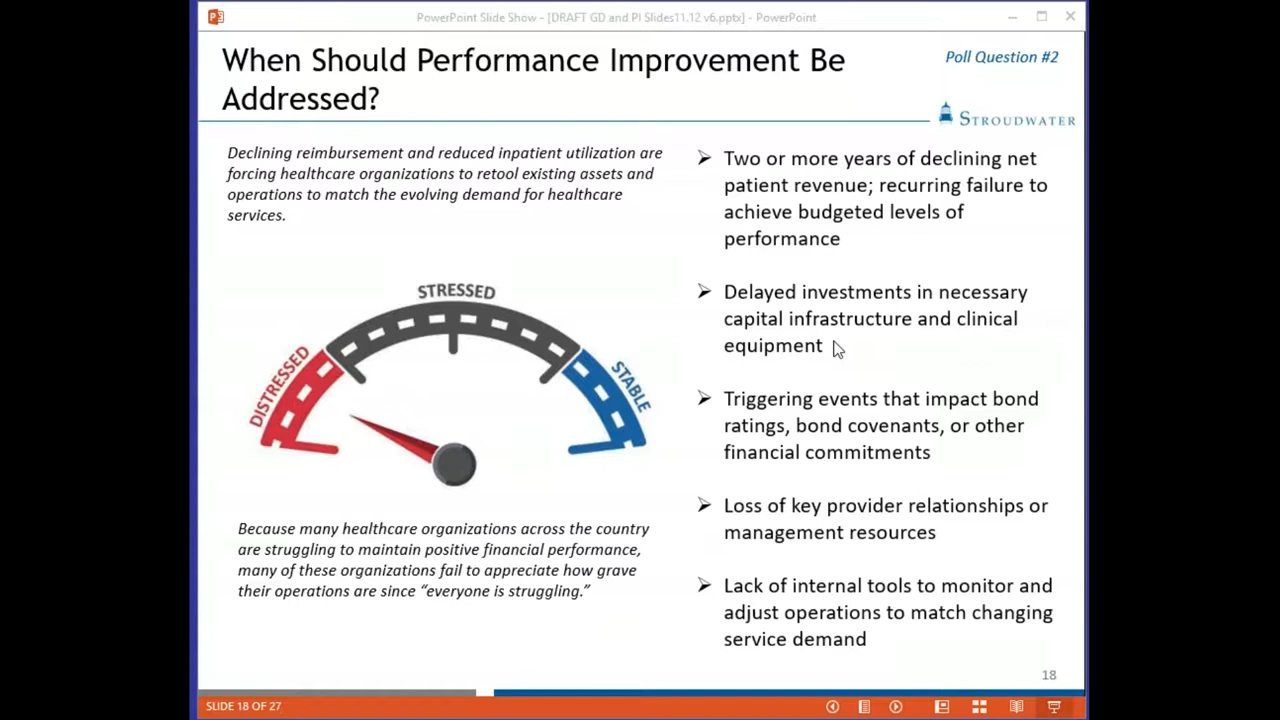 PowerPoint Slide Show - [DRAFT GD and PI Slides11.12 v6.pptx] - PowerPoint
When Should Performance Improvement Be
Addressed?
Poll Question #2
STROUDWATER
Declining reimbursement and reduced inpatient utilization are
forcing healthcare organizations to retool existing assets and
operations to match the evolving demand for healthcare
services.
DISTRESSED
STRESSED
STABLE
Because many healthcare organizations across the country
are struggling to maintain positive financial performance,
many of these organizations fail to appreciate how grave
their operations are since “everyone is struggling.”
➢ Two or more years of declining net
patient revenue; recurring failure to
achieve budgeted levels of
performance
➢ Delayed investments in necessary
capital infrastructure and clinical
equipment
➢ Triggering events that impact bond
ratings, bond covenants, or other
financial commitments
➢ Loss of key provider relationships or
management resources
➢ Lack of internal tools to monitor and
adjust operations to match changing
service demand
18
SLIDE 18 OF 27